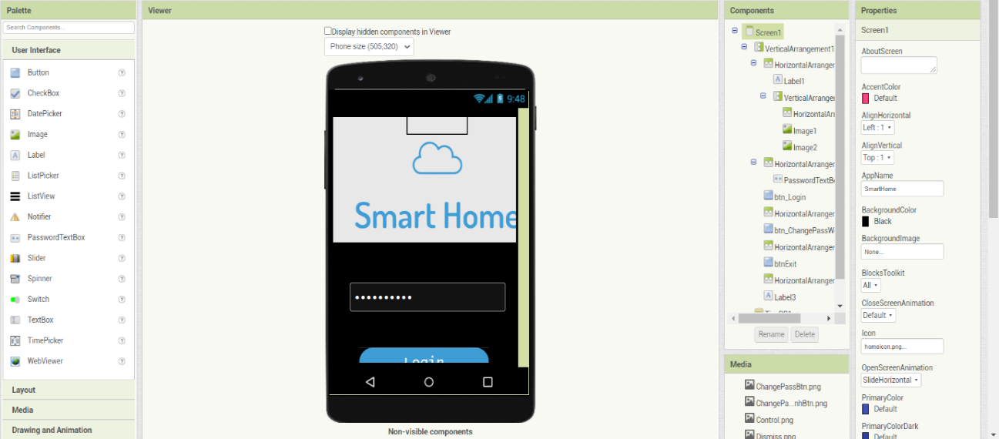 Palette
Search Components...
User Interface
Button
CheckBox
DatePicker
Image
Label
ListPicker
ListView
Notifier
PasswordTextBox
Slider
Spinner
Switch
TextBox
TimePicker
WebViewer
Layout
Media
Drawing and Animation
Viewer
Display hidden components in Viewer
Phone size (505,320)
9:48
Smart Home
Login
Non-visible components
Components
Screen1
VerticalArrangement1
HorizontalArranger
Label1
VerticalArrangem
HorizontalArr
Image1
Image2
HorizontalArranger
PasswordTextBo
btn_Login
HorizontalArranger
btn_ChangePassWo
HorizontalArranger
btnExit
HorizontalArranger
Label3
Rename Delete
Media
ChangePassBtn.png
ChangePa...nhBtn.png
Control.png
Dismiss.png
Properties
Screen1
AboutScreen
AccentColor
Default
AlignHorizontal
Left : 1
AlignVertical
Top : 1
AppName
SmartHome
BackgroundColor
Black
BackgroundImage
None...
BlocksToolkit
All
CloseScreenAnimation
Default
Icon
homeicon.png...
OpenScreenAnimation
SlideHorizontal
PrimaryColor
Default
PrimaryColorDark
Default